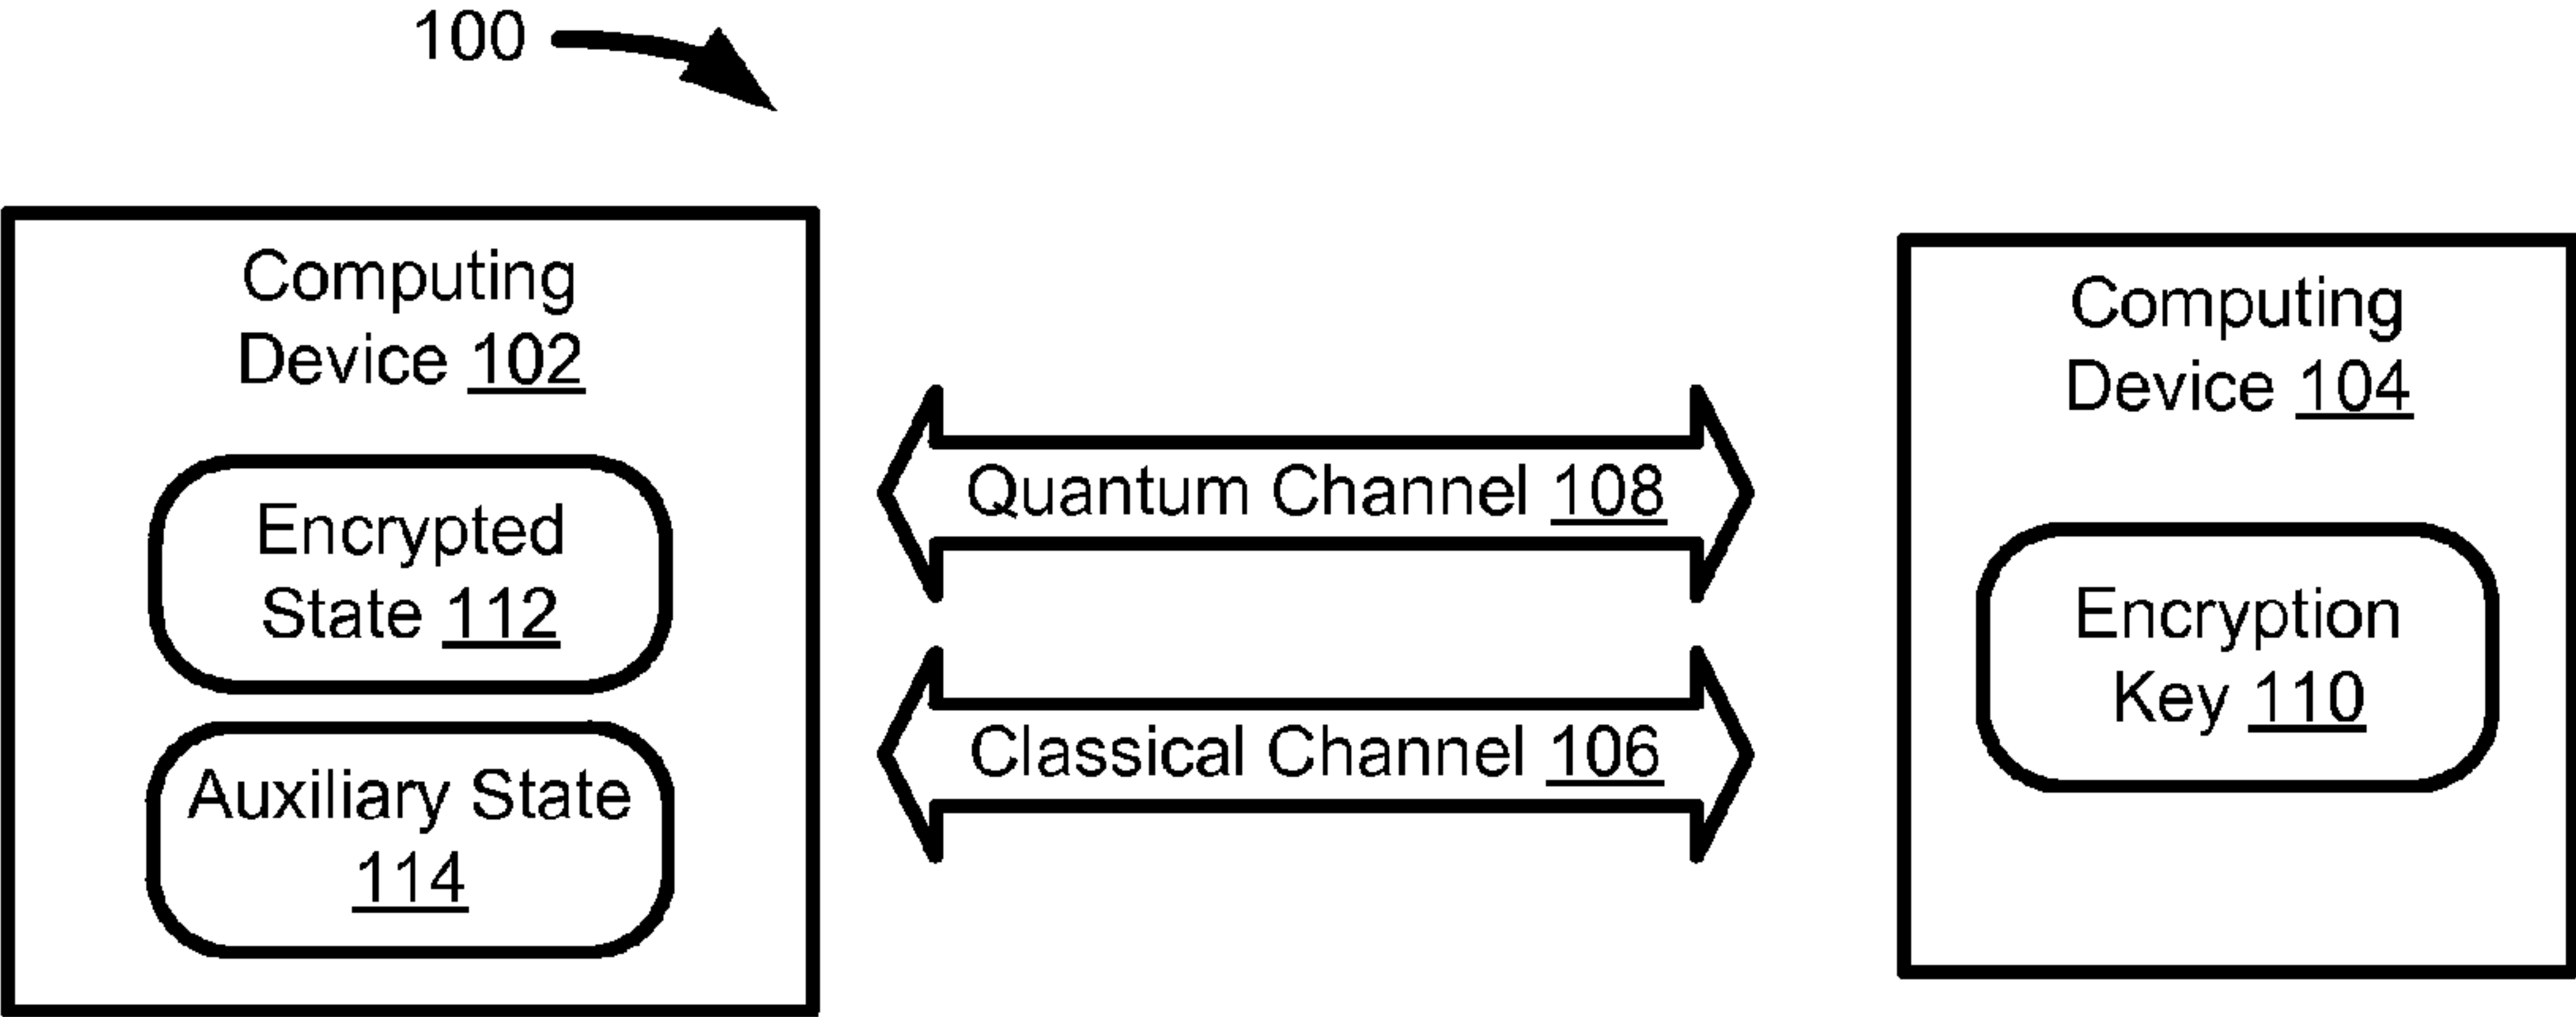 100
Computing
Device 102
Encrypted
State 112
Auxiliary State
114
Quantum Channel 108
Classical Channel 106
Computing
Device 104
Encryption
Key 110